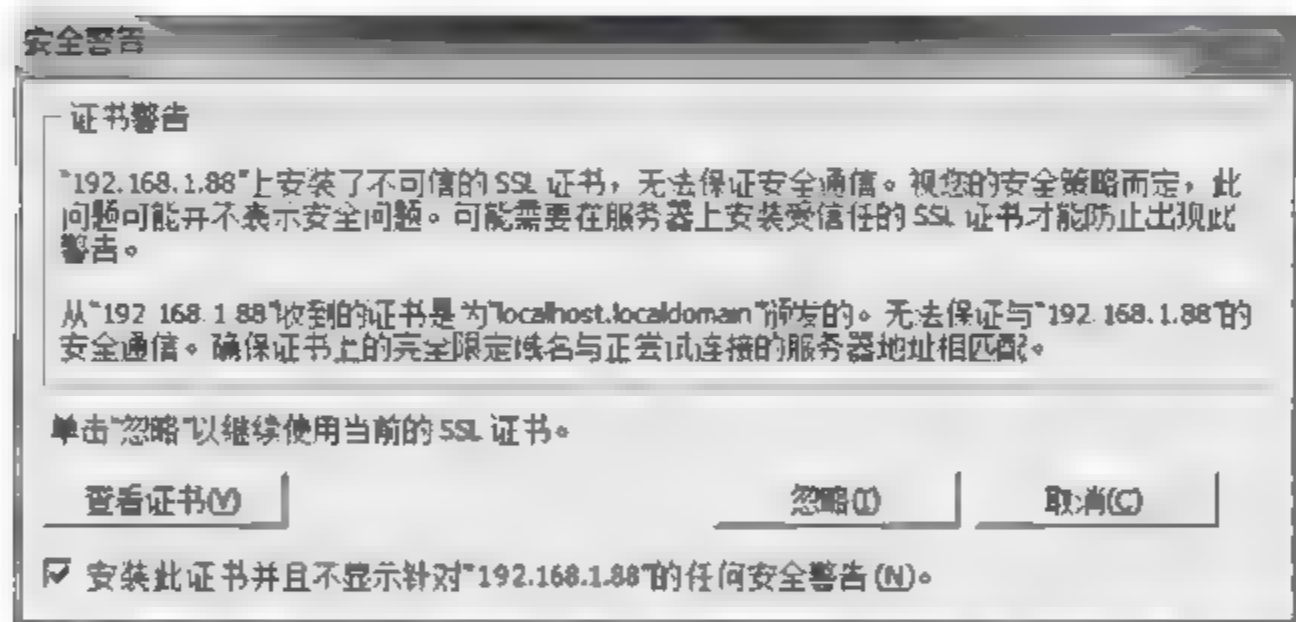 安全警告
证书警告
"192.168.1.88"上安装了不可信的 SSL 证书，无法保证安全通信。视您的安全策略而定，此
问题可能并不表示安全问题。可能需要在服务器上安装受信任的 SSL 证书才能防止出现此
警告。
从"192.168.1.88"收到的证书是为"localhost.localdomain"颁发的。无法保证与"192.168.1.88"的
安全通信。确保证书上的完全限定域名与正尝试连接的服务器地址相匹配。
单击"忽略"以继续使用当前的 SSL 证书。
查看证书(V) 忽略(I) 取消(C)
安装此证书并且不显示针对"192.168.1.88"的任何安全警告(N)。